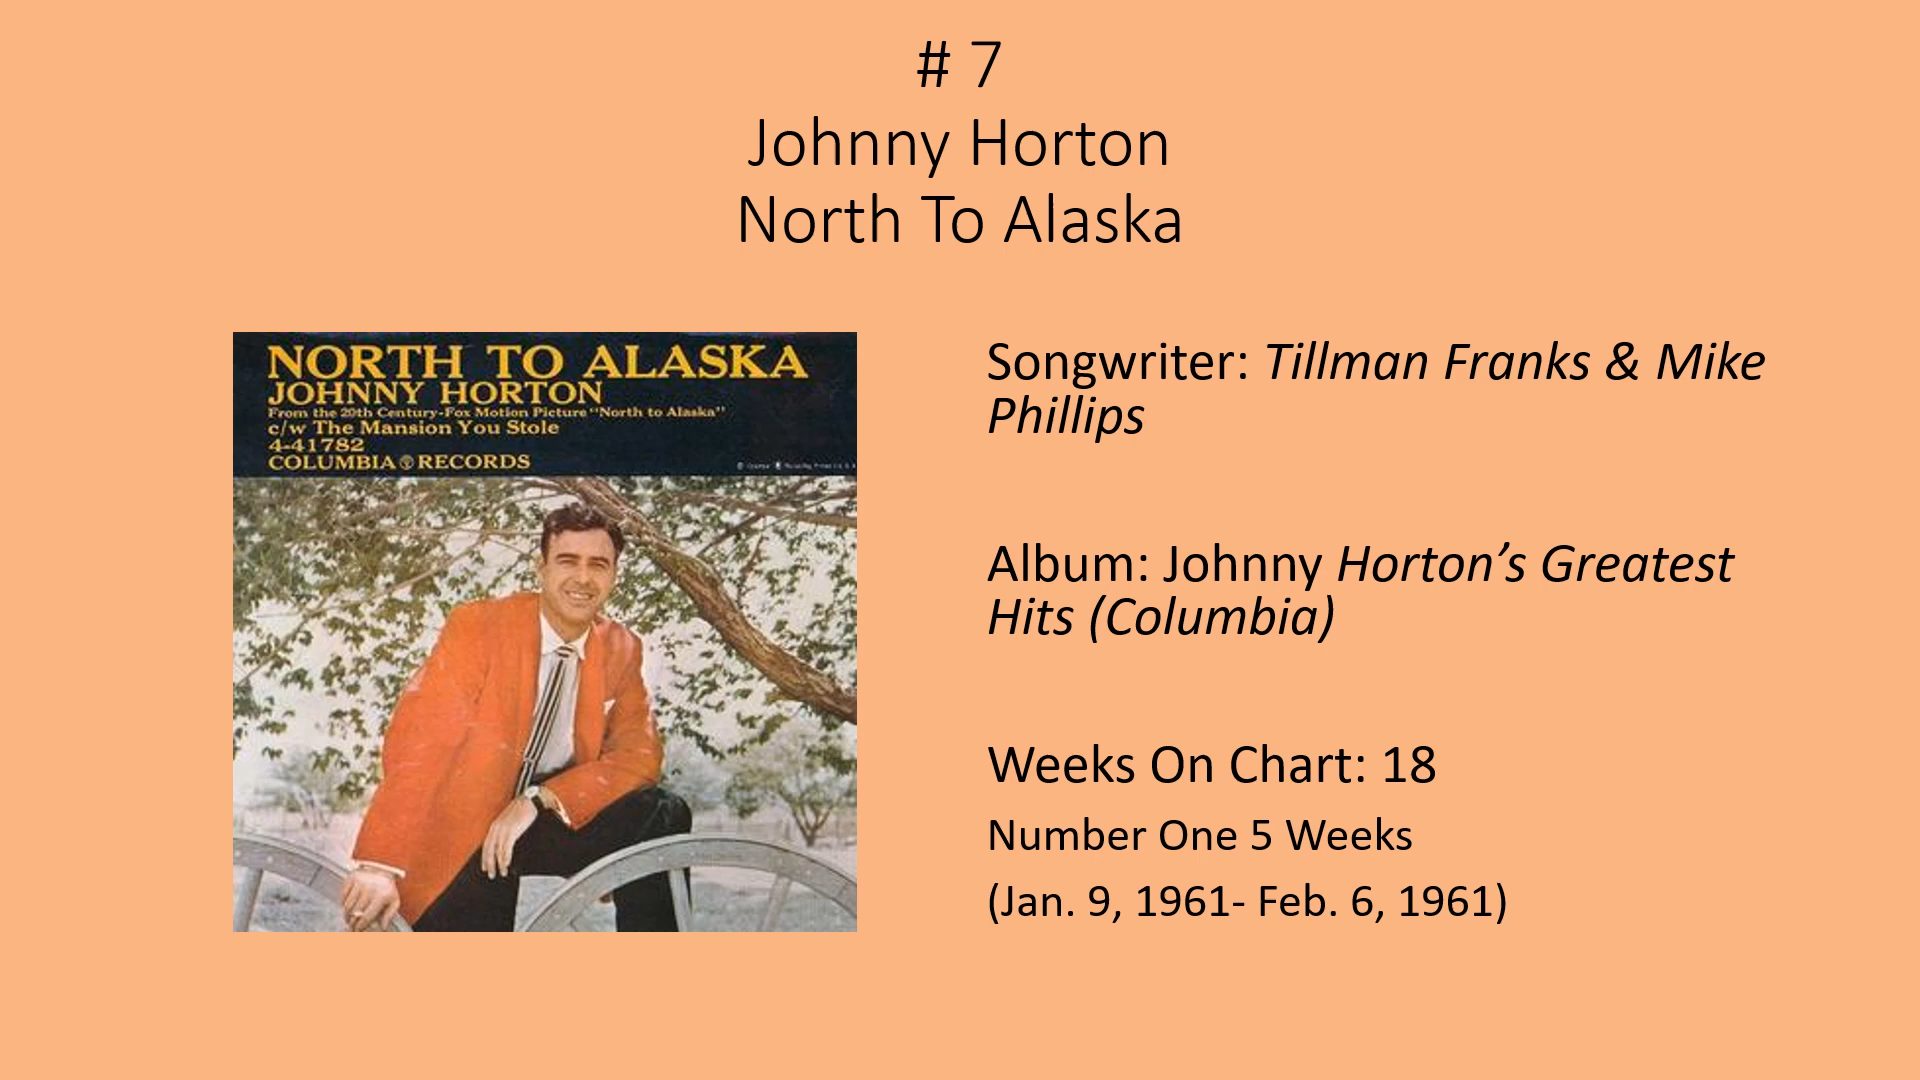 # 7
Johnny Horton
North To Alaska
NORTH TO ALASKA
JOHNNY HORTON
From the 20th Century-Fox Motion Picture "North to Alaska"
c/w The Mansion You Stole
4-41782
COLUMBIA RECORDS
Songwriter: Tillman Franks & Mike
Phillips
Album: Johnny Horton’s Greatest
Hits (Columbia)
Weeks On Chart: 18
Number One 5 Weeks
(Jan. 9, 1961- Feb. 6, 1961)